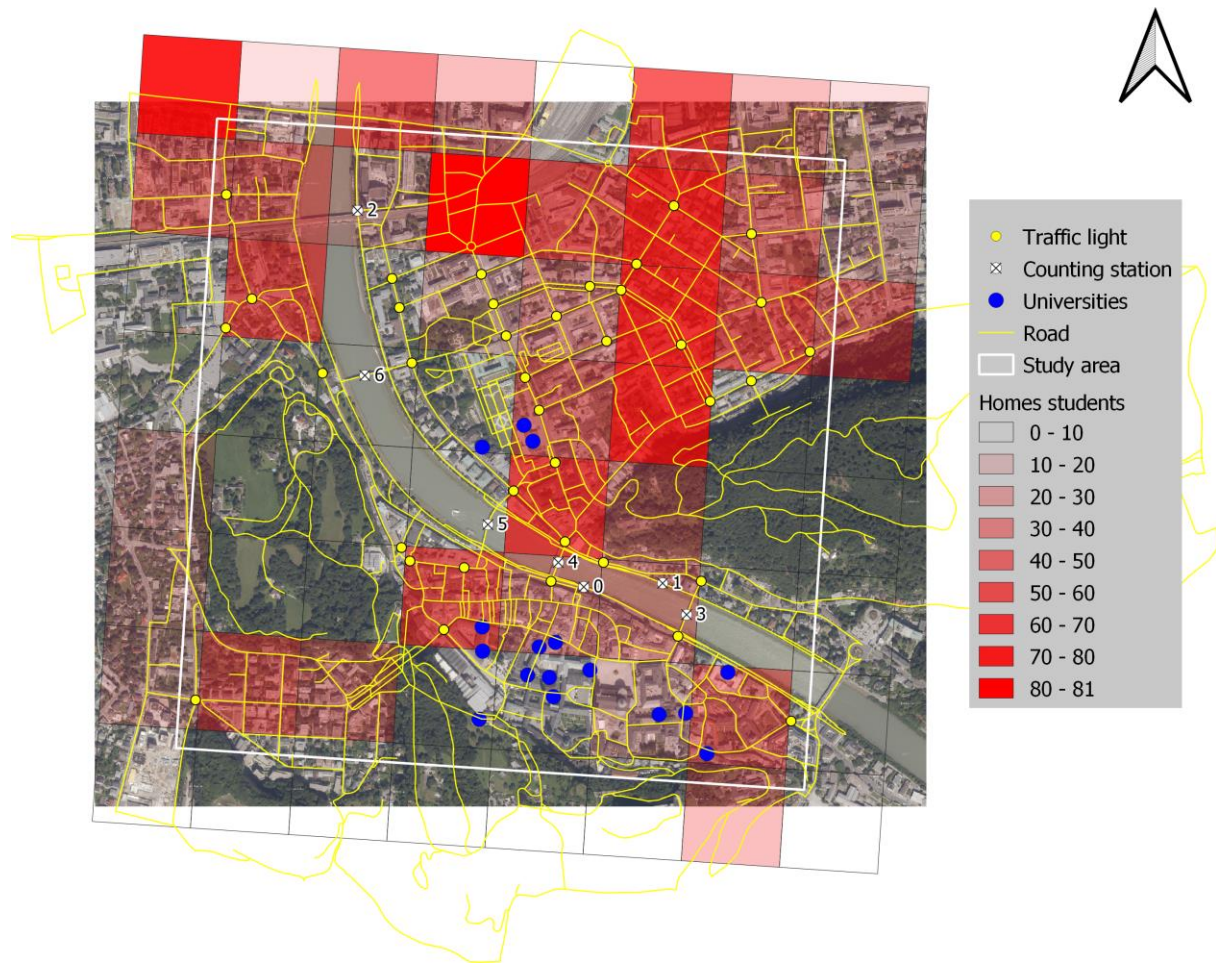 2
6
5
4
0
1
3
Traffic light
Counting station
Universities
Road
Study area
Homes students
0 - 10
10 - 20
20 - 30
30 - 40
40 - 50
50 - 60
60 - 70
70 - 80
80 - 81